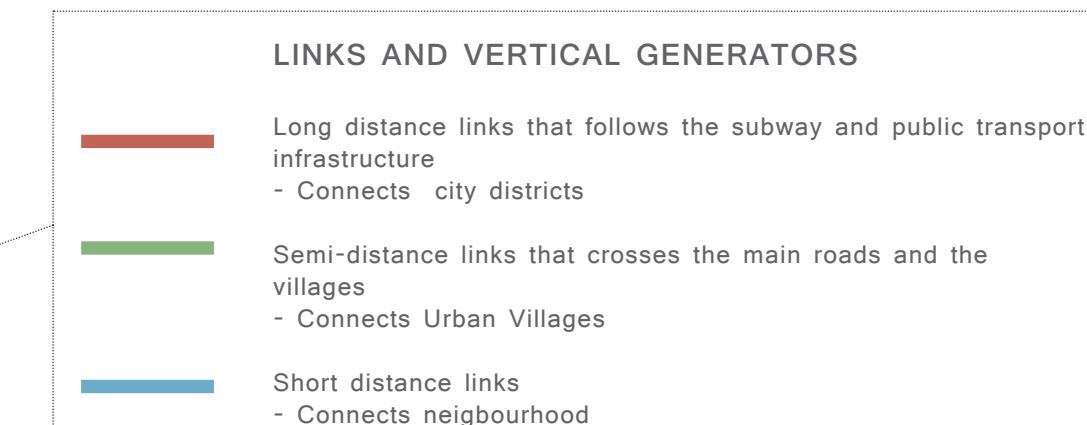 LINKS AND VERTICAL GENERATORS
Long distance links that follows the subway and public transport
infrastructure
- Connects city districts
Semi-distance links that crosses the main roads and the
villages
- Connects Urban Villages
Short distance links
- Connects neigbourhood